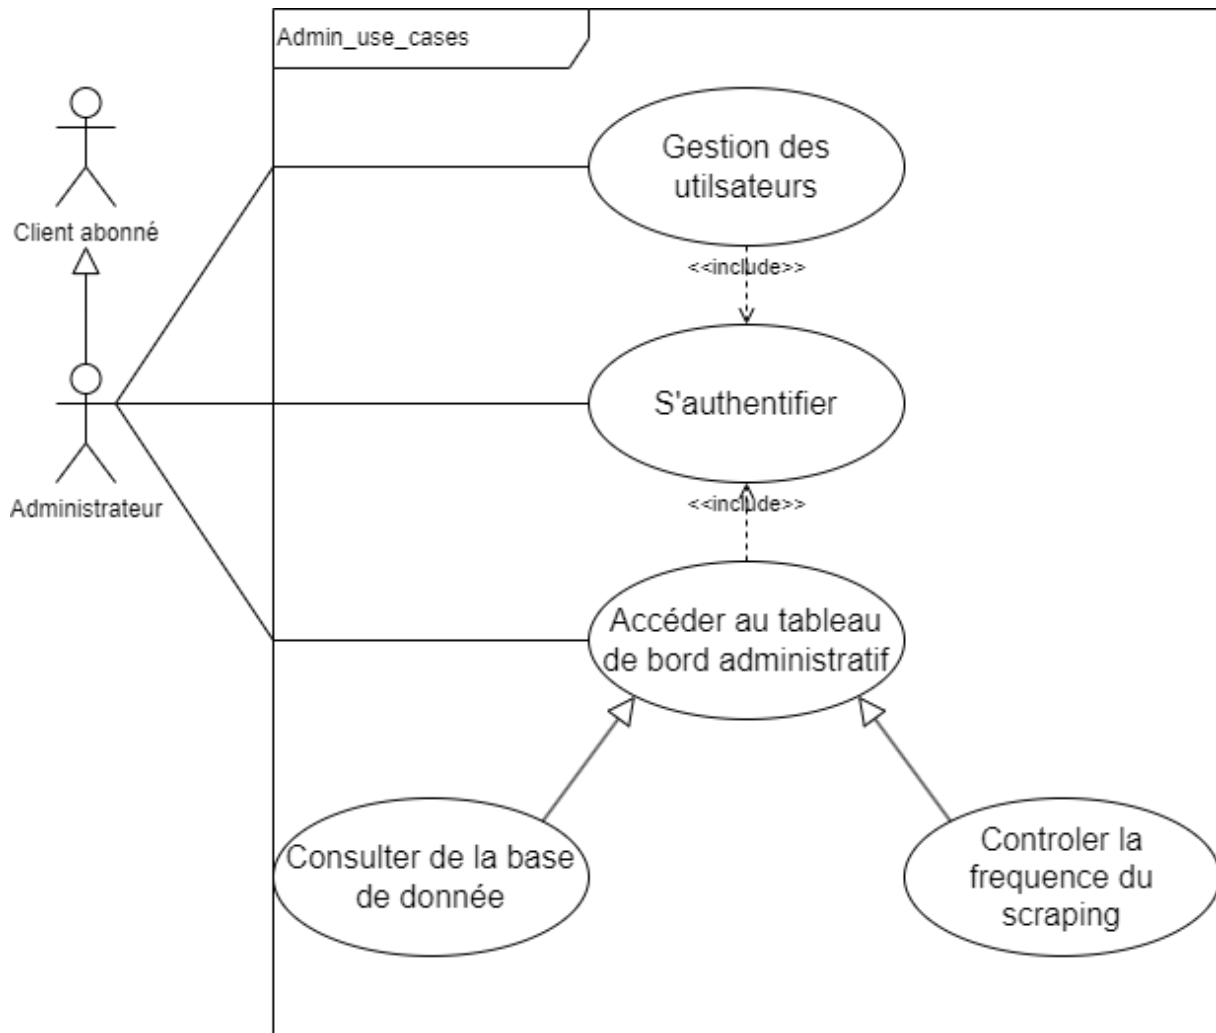 Admin_use_cases
Client abonné
Administrateur
Gestion des
utilsateurs
<<include>>
S'authentifier
<<include>>
Accéder au tableau
de bord administratif
Consulter de la base
de donnée
Controler la
frequence du
scraping